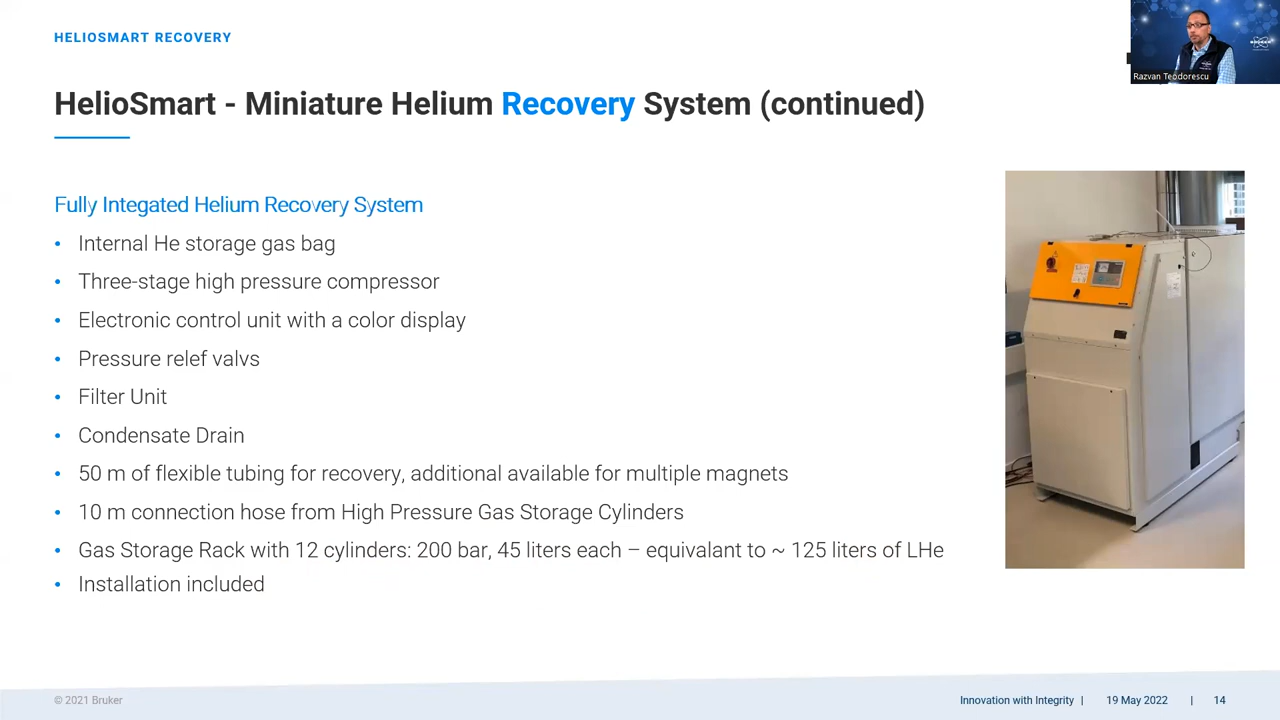 HELIOSMART RECOVERY
HelioSmart - Miniature Helium Recovery System (continued)
BRUKER
Razvan Teodorescu
Fully Integated Helium Recovery System
• Internal He storage gas bag
• Three-stage high pressure compressor
• Electronic control unit with a color display
• Pressure relef valvs
• Filter Unit
• Condensate Drain
• 50 m of flexible tubing for recovery, additional available for multiple magnets
• 10 m connection hose from High Pressure Gas Storage Cylinders
• Gas Storage Rack with 12 cylinders: 200 bar, 45 liters each – equivalant to ~ 125 liters of LHe
• Installation included
© 2021 Bruker
Innovation with Integrity | 19 May 2022 | 14